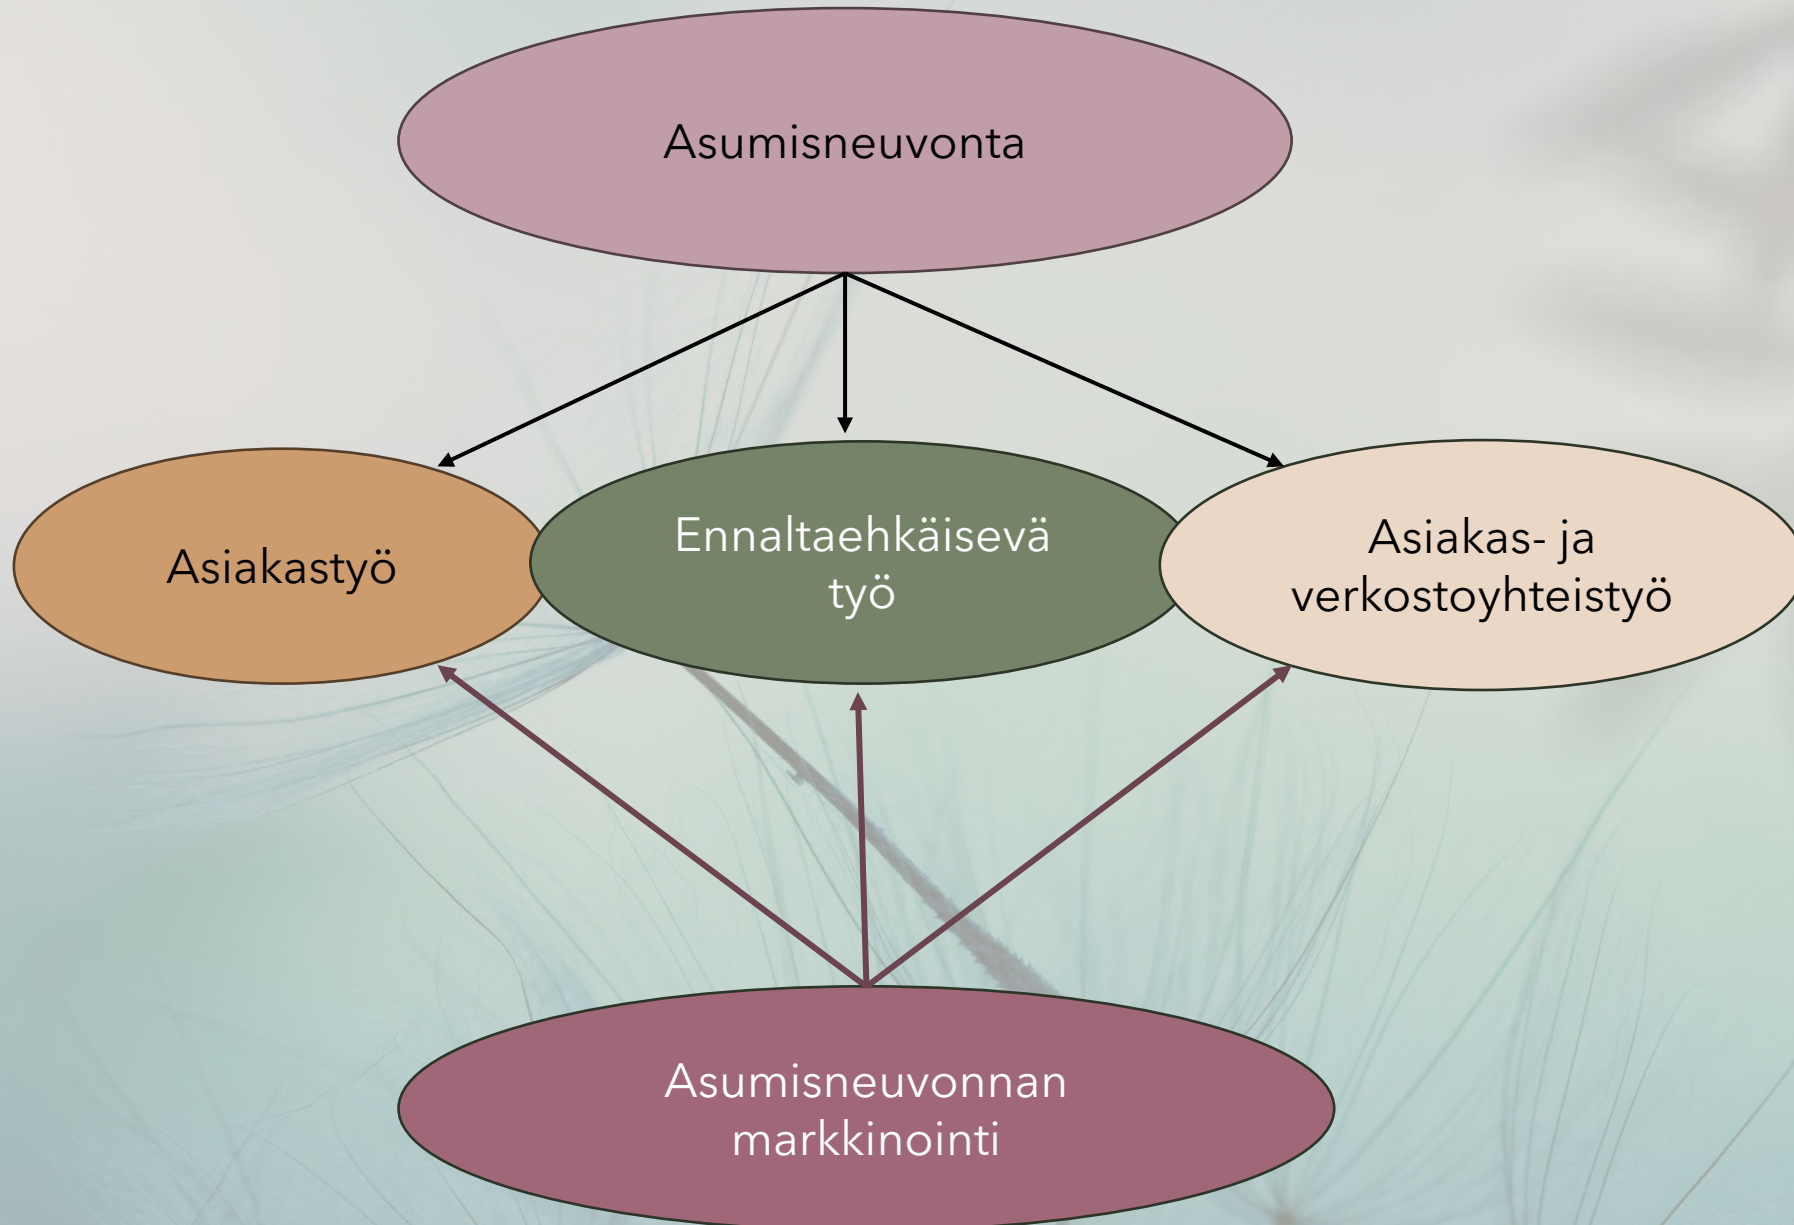 Asumisneuvonta
Asiakastyö
Ennaltaehkäisevä
työ
Asiakas- ja
verkostoyhteistyö
Asumisneuvonnan
markkinointi